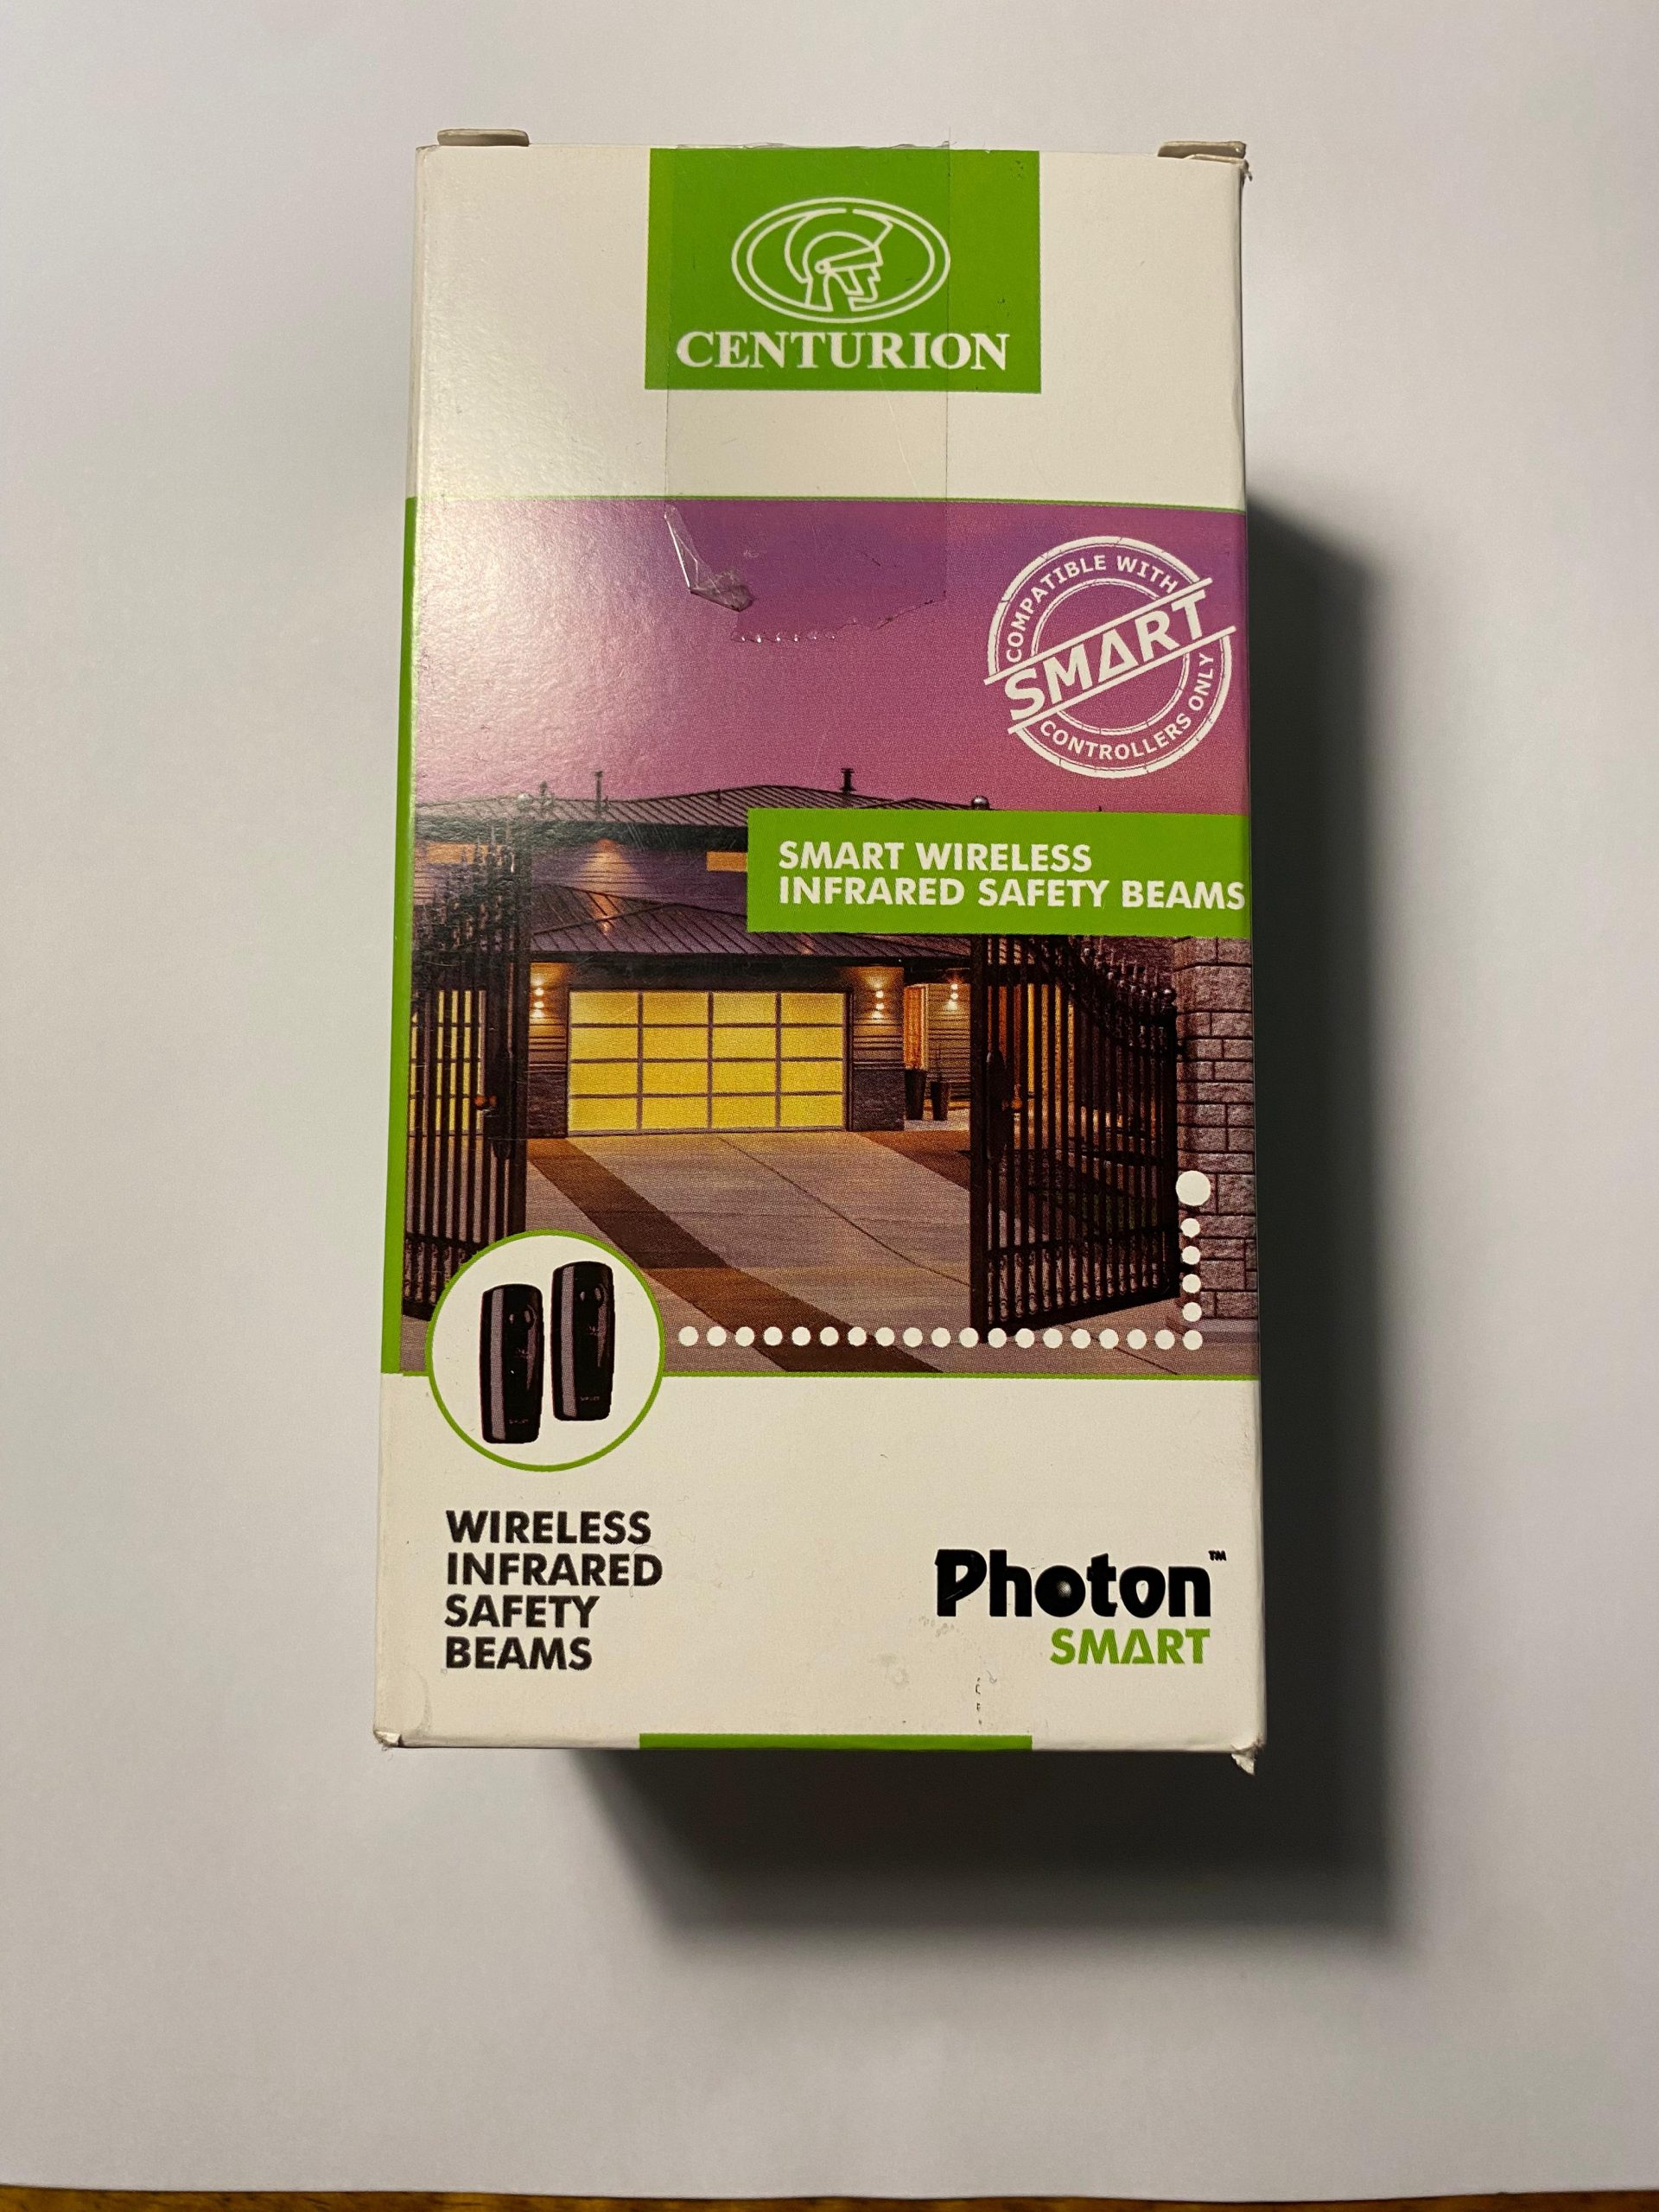 CENTURION
COMPATIBLE WITH
SMART
CONTROLLERS ONLY
SMART WIRELESS
INFRARED SAFETY BEAMS
WIRELESS
INFRARED
SAFETY
BEAMS
Photon™
SMART